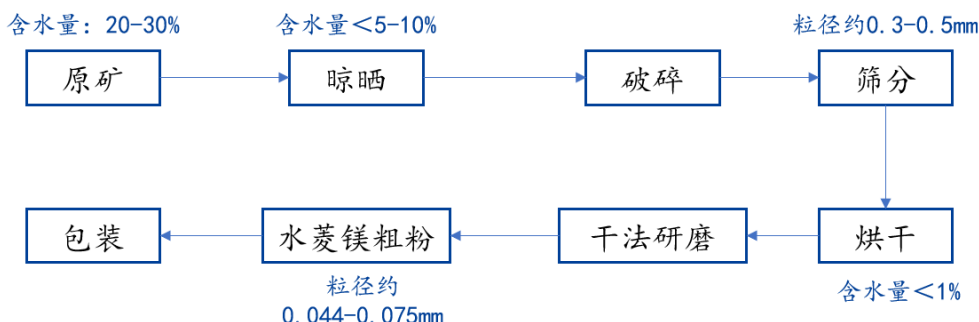 含水量：20-30%
含水量＜5-10%
粒径约0.3-0.5mm
原矿
晾晒
破碎
筛分
包装
水菱镁粗粉
干法研磨
烘干
粒径约
0.044-0.075mm
含水量＜1%